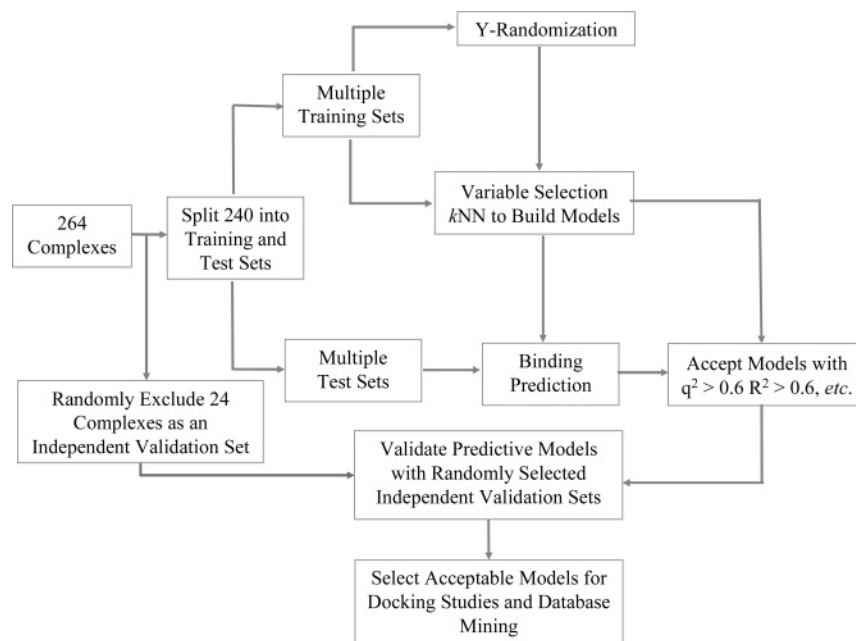 Y-Randomization
Multiple
Training Sets
Variable Selection
kNN to Build Models
264
Complexes
Split 240 into
Training and
Test Sets
Multiple
Test Sets
Binding
Prediction
Accept Models with
q² > 0.6 R² > 0.6, etc.
Randomly Exclude 24
Complexes as an
Independent Validation Set
Validate Predictive Models
with Randomly Selected
Independent Validation Sets
Select Acceptable Models for
Docking Studies and Database
Mining